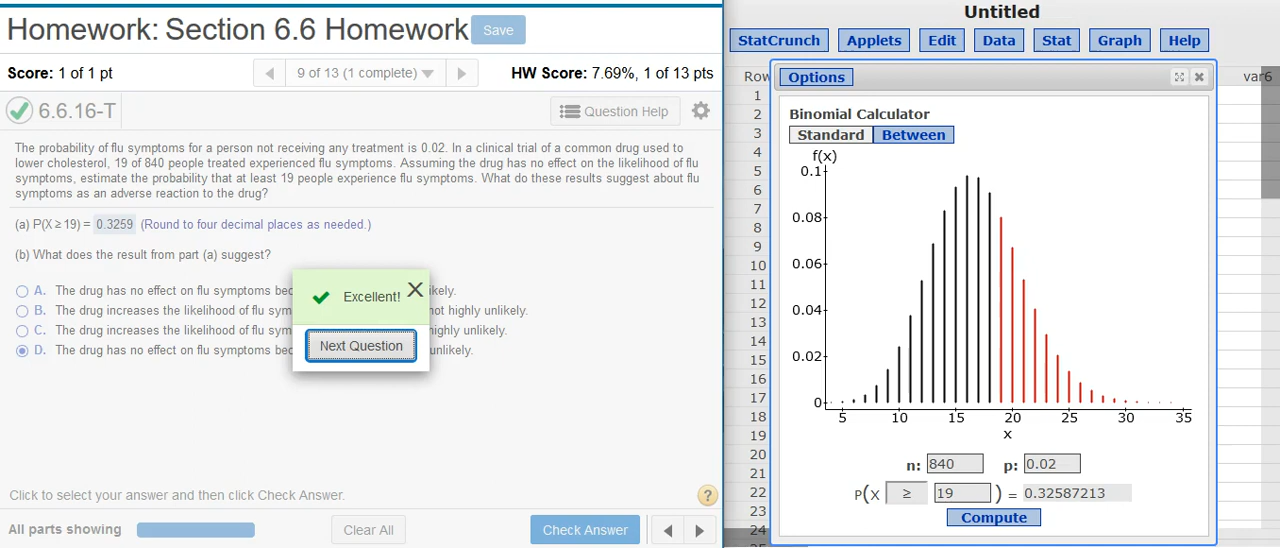 Homework: Section 6.6 Homework
Save
Score: 1 of 1 pt
9 of 13 (1 complete)
HW Score: 7.69%, 1 of 13 pts
6.6.16-T
Question Help
The probability of flu symptoms for a person not receiving any treatment is 0.02. In a clinical trial of a common drug used to
lower cholesterol, 19 of 840 people treated experienced flu symptoms. Assuming the drug has no effect on the likelihood of flu
symptoms, estimate the probability that at least 19 people experience flu symptoms. What do these results suggest about flu
symptoms as an adverse reaction to the drug?
(a) P(X ≥ 19) = 0.3259 (Round to four decimal places as needed.)
(b) What does the result from part (a) suggest?
A. The drug has no effect on flu symptoms
B. The drug increases the likelihood of flu not highly unlikely.
C. The drug increases the likelihood of flu highly unlikely.
D. The drug has no effect on flu symptoms unlikely.
Excellent!
Next Question
Click to select your answer and then click Check Answer.
?
All parts showing
Clear All
Check Answer
Untitled
StatCrunch
Applets
Edit
Data
Stat
Graph
Help
Row
var6
1
2
3
4
5
6
7
8
9
10
11
12
13
14
15
16
17
18
19
20
21
22
23
24
Options
Binomial Calculator
Standard
Between
f(x)
0.1
0.08
0.06
0.04
0.02
0
5 10 15 20 25 30 35
x
n: 840 p: 0.02
P(X ≥ 19 ) = 0.32587213
Compute